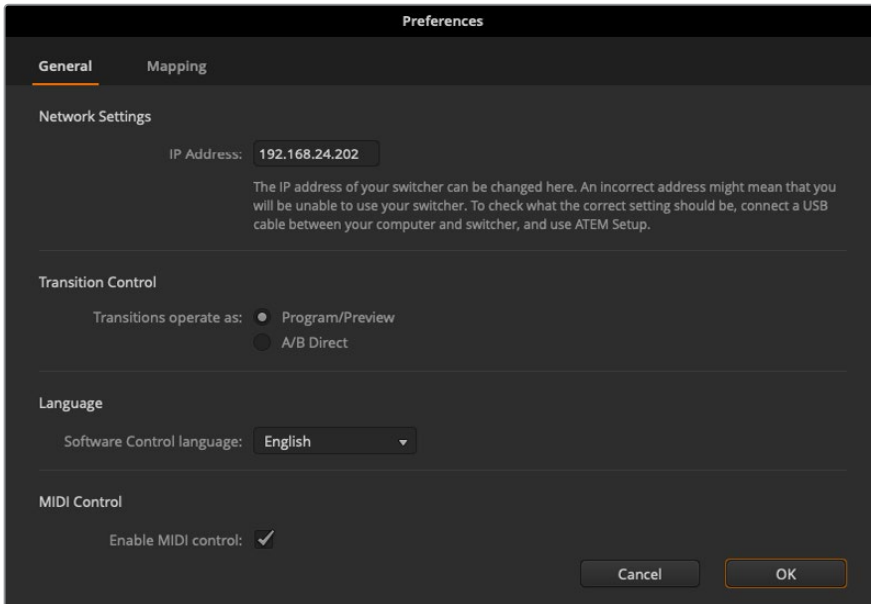 Preferences
General Mapping
Network Settings
IP Address: 192.168.24.202
The IP address of your switcher can be changed here. An incorrect address might mean that you
will be unable to use your switcher. To check what the correct setting should be, connect a USB
cable between your computer and switcher, and use ATEM Setup.
Transition Control
Transitions operate as: Program/Preview
A/B Direct
Language
Software Control language: English
MIDI Control
Enable MIDI control:
Cancel OK